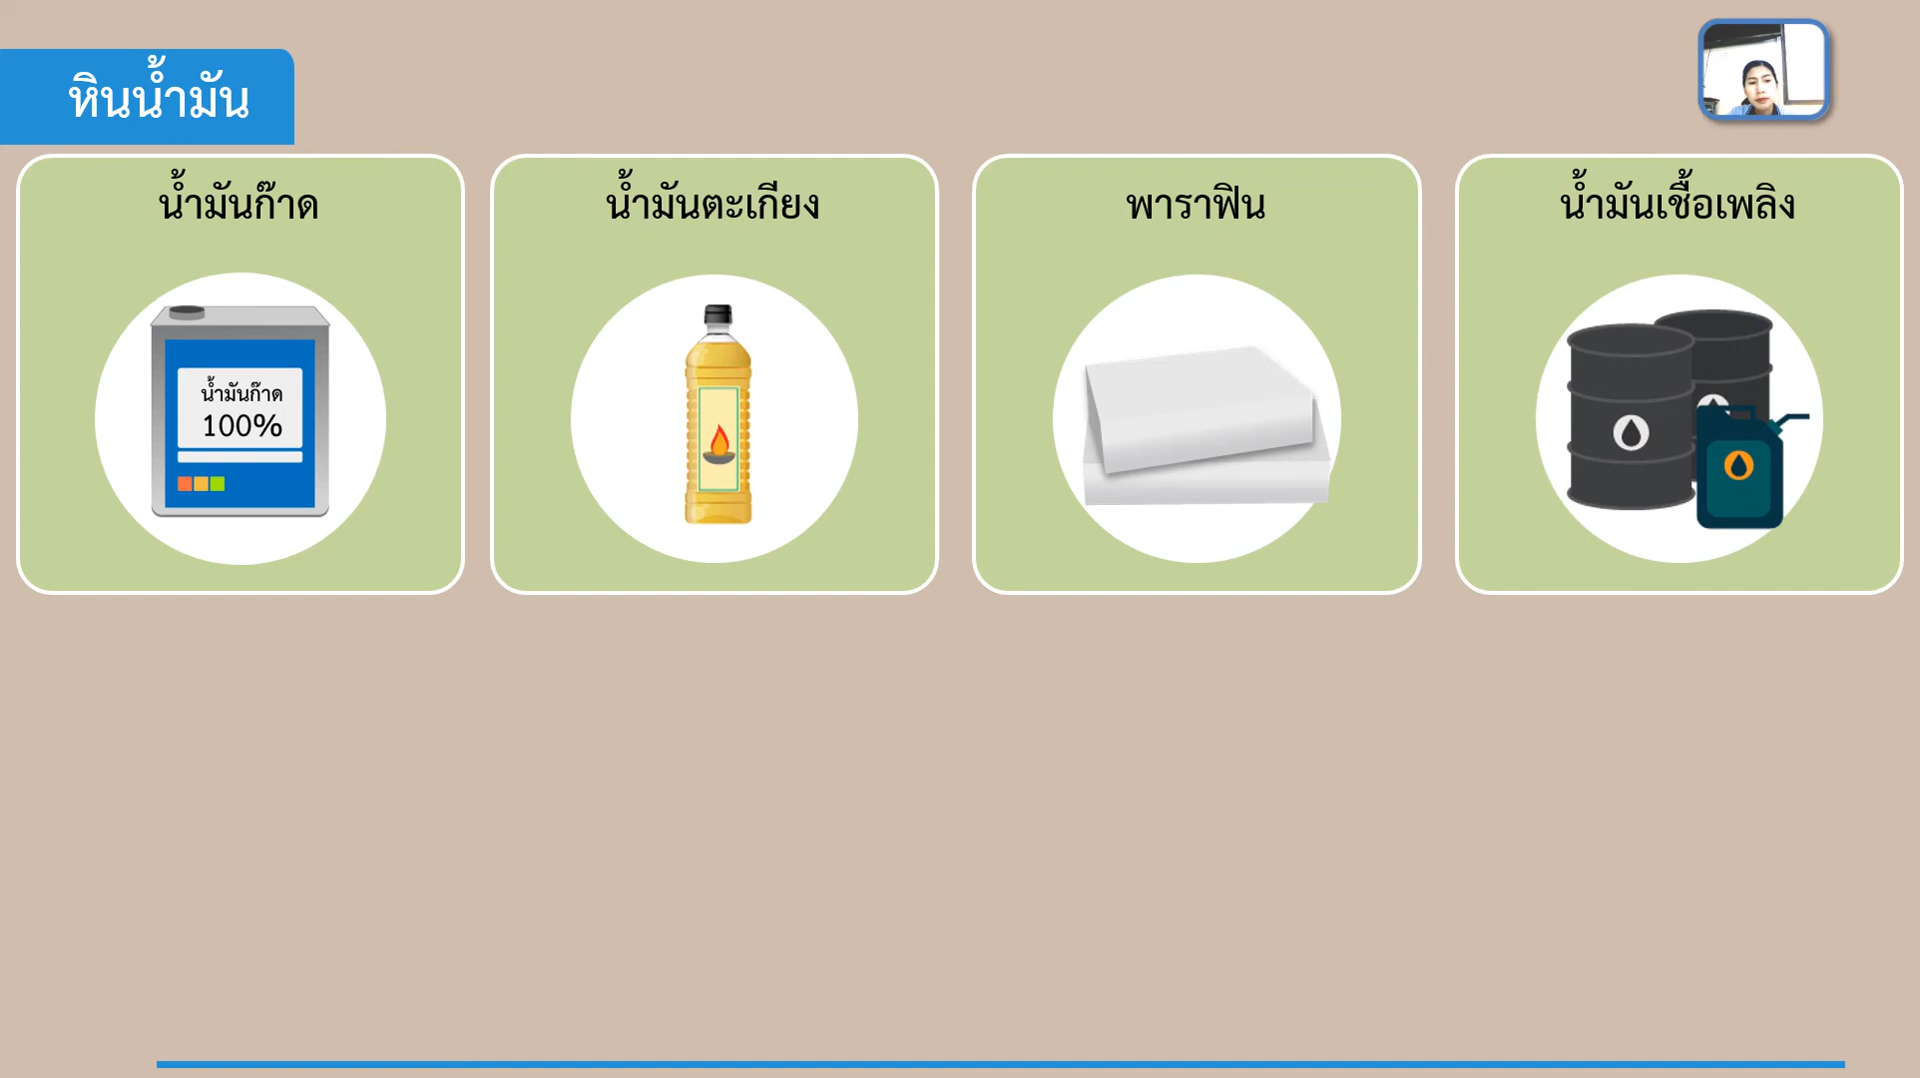 หินน้ำมัน
น้ำมันก๊าด
น้ำมันตะเกียง
พาราฟิน
น้ำมันเชื้อเพลิง
น้ำมันก๊าด
100%